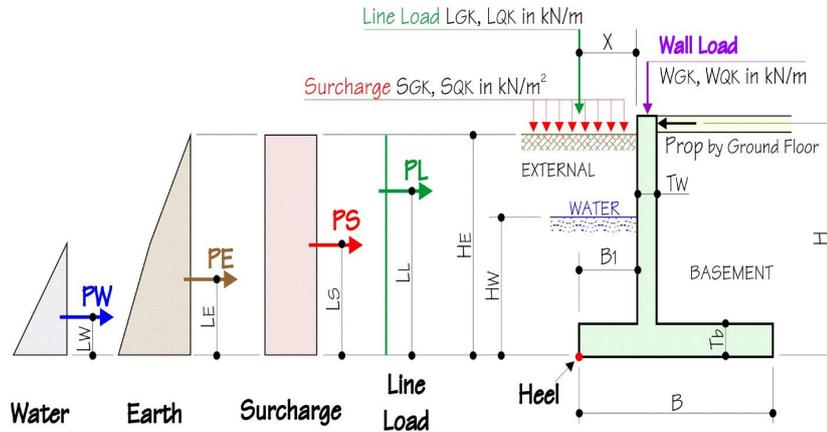 Line Load LGK, LQK in kN/m
X
Wall Load
WGK, WQK in kN/m
Surcharge SGK, SQK in kN/m²
Prop by Ground Floor
EXTERNAL
PL
TW
WATER
PS
HE
H
PE
B1
BASEMENT
HW
LL
PW
LS
LE
LW
Tb
Heel
B
Water
Earth
Surcharge
Line
Load